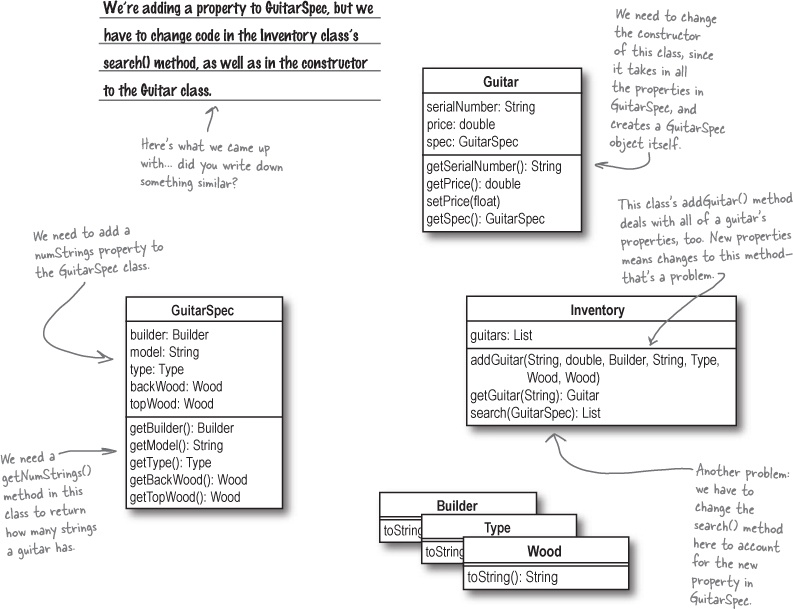 We're adding a property to GuitarSpec, but we
have to change code in the Inventory class's
search() method, as well as in the constructor
to the Guitar class.
Here's what we came up
with... did you write down
something similar?
We need to change
the constructor
of this class, since
it takes in all
the properties in
GuitarSpec, and
creates a GuitarSpec
object itself.
Guitar
serialNumber: String
price: double
spec: GuitarSpec
getSerialNumber(): String
getPrice(): double
setPrice(float)
getSpec(): GuitarSpec
We need to add a
numStrings property to
the GuitarSpec class.
This class's addGuitar() method
deals with all of a guitar's
properties, too. New properties
means changes to this method—
that's a problem.
GuitarSpec
builder: Builder
model: String
type: Type
backWood: Wood
topWood: Wood
getBuilder(): Builder
getModel(): String
getType(): Type
getBackWood(): Wood
getTopWood(): Wood
Inventory
guitars: List
addGuitar(String, double, Builder, String, Type,
Wood, Wood)
getGuitar(String): Guitar
search(GuitarSpec): List
We need a
getNumStrings()
method in this
class to return
how many strings
a guitar has.
Another problem:
we have to
change the
search() method
here to account
for the new
property in
GuitarSpec.
Builder
toString
Type
toString
Wood
toString(): String